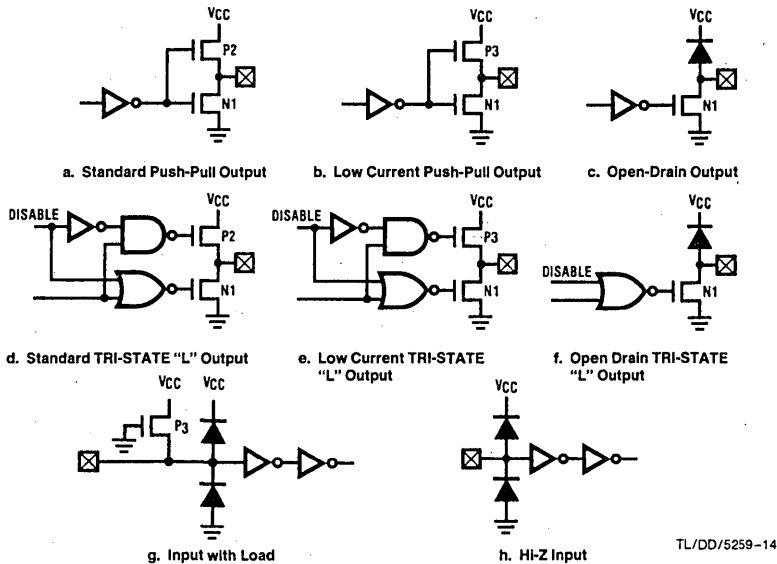 VCC VCC VCC
P2 P3
N1 N1 N1
a. Standard Push-Pull Output b. Low Current Push-Pull Output c. Open-Drain Output
VCC VCC VCC
DISABLE DISABLE
P2 P3
DISABLE
N1 N1 N1
d. Standard TRI-STATE “L” Output e. Low Current TRI-STATE f. Open Drain TRI-STATE
“L” Output “L” Output
VCC VCC VCC
P3
TL/DD/5259-14
g. Input with Load h. Hi-Z Input